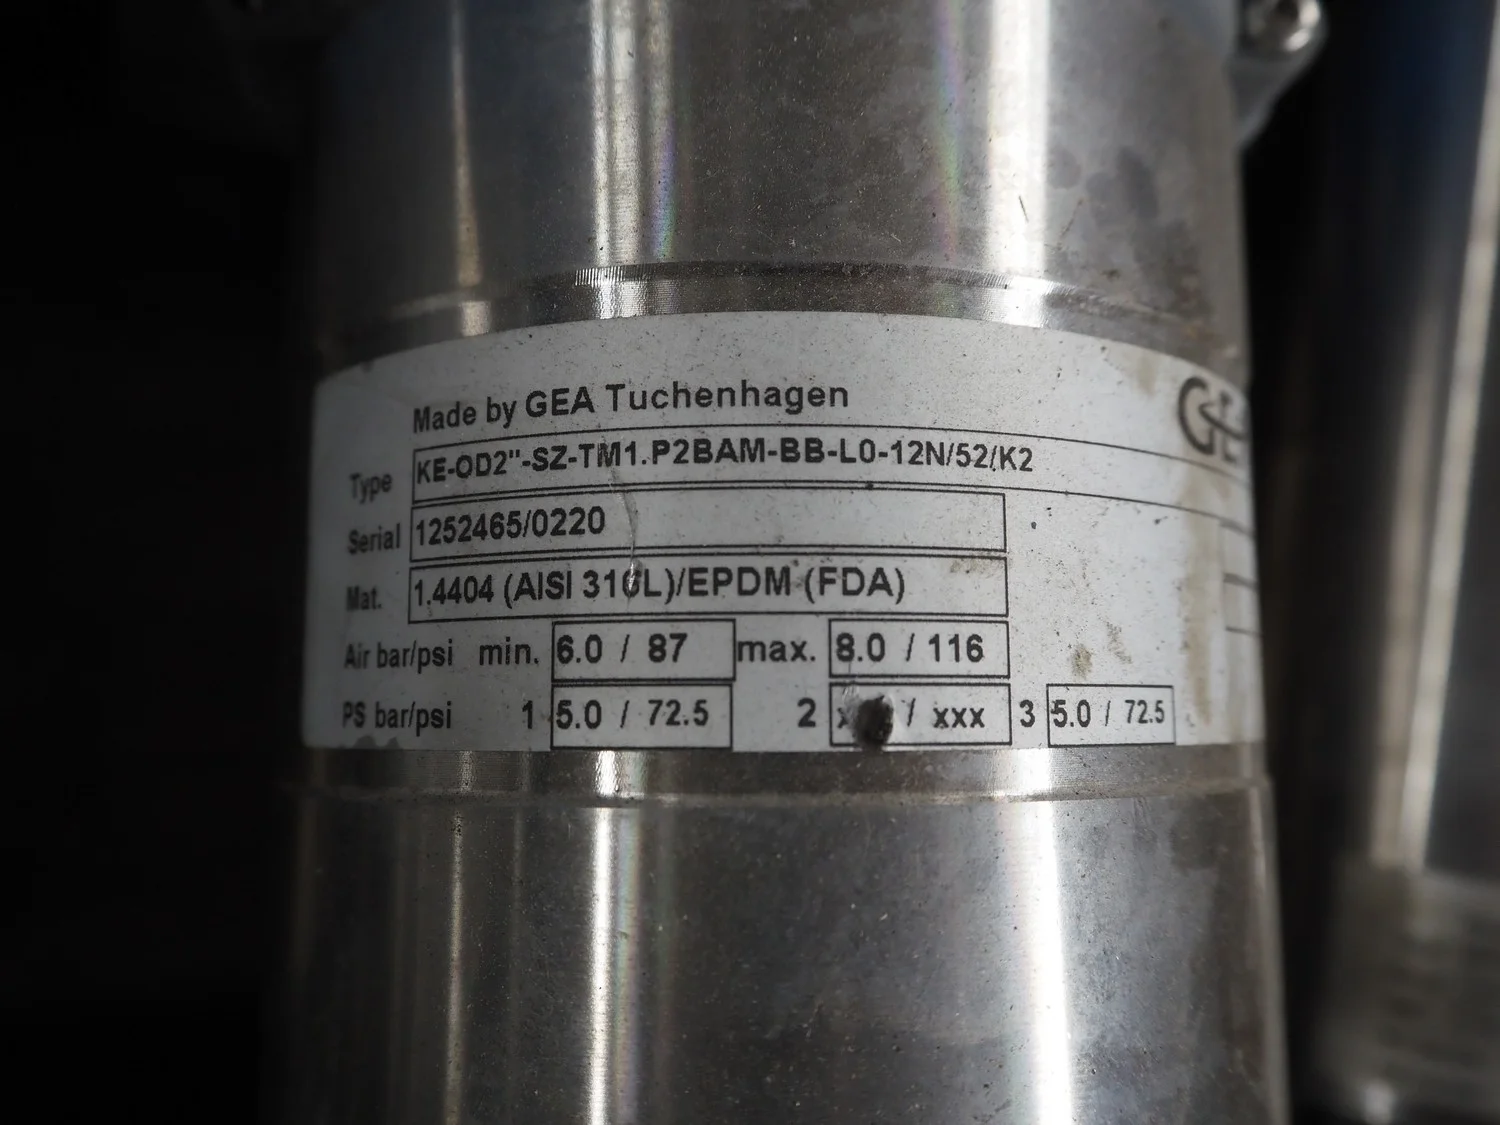 Made by GEA Tuchenhagen
GE
Type KE-OD2"-SZ-TM1.P2BAM-BB-L0-12N/52/K2
Serial 1252465/0220
Mat. 1.4404 (AISI 316L)/EPDM (FDA)
Air bar/psi min. 6.0 / 87 max. 8.0 / 116
PS bar/psi 1 5.0 / 72.5 2 / xxx 3 5.0 / 72.5